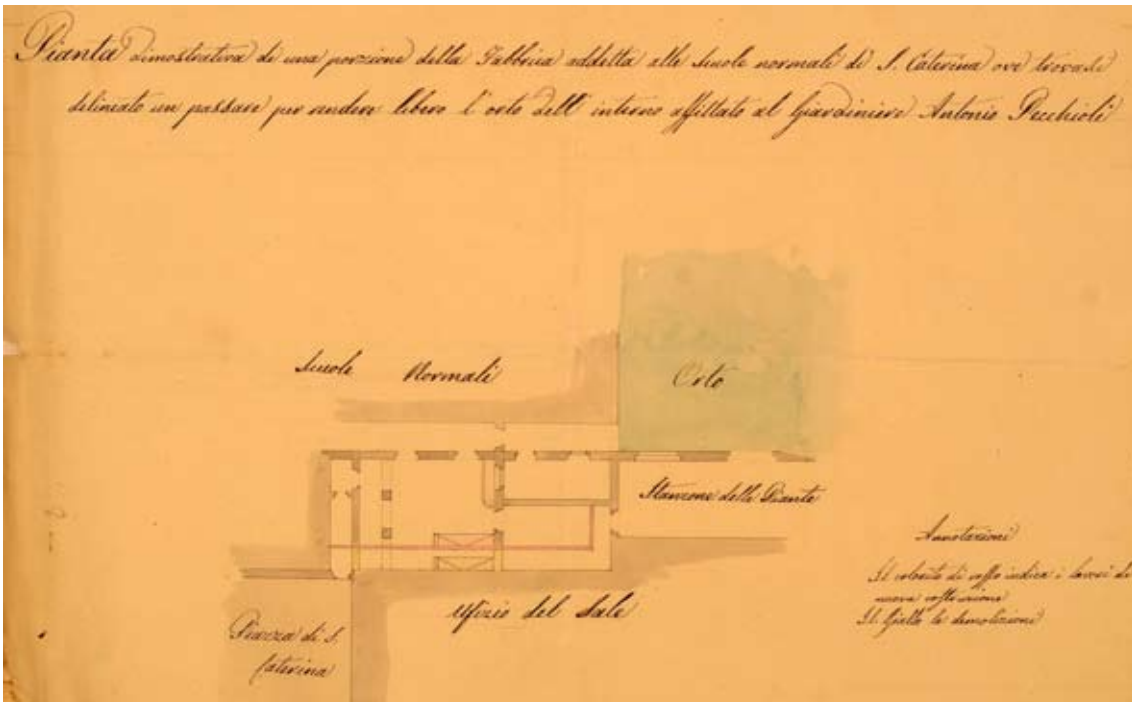 Pianta dimostrativa di una porzione della Fabbrica addetta alle Scuole normali di S. Caterina ove trovasi
delineato un passare per rendere libero l'orto dell'interno affittato al Giardiniere Antonio Pecchioli
Scuole Normali
Orto
Stanzone delle Piante
Annotazioni
Il colorito di rosso indica i lavori di
nuova costruzione
Il Giallo le demolizioni
Ufizio del Sale
Piazza di S.
Caterina